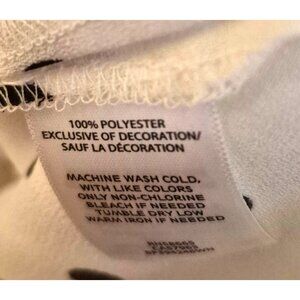 100% POLYESTER
EXCLUSIVE OF DECORATION/
SAUF LA DÉCORATION
MACHINE WASH COLD,
WITH LIKE COLORS
ONLY NON-CHLORINE
BLEACH IF NEEDED
TUMBLE DRY LOW
WARM IRON IF NEEDED